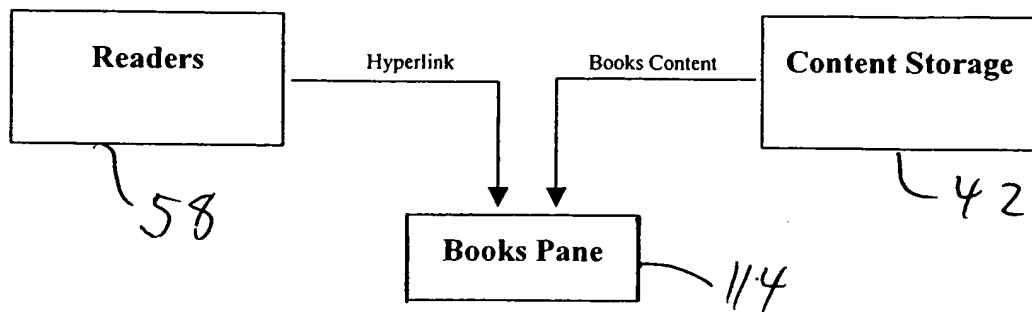 Readers
Hyperlink
Books Content
Content Storage
58
42
Books Pane
114